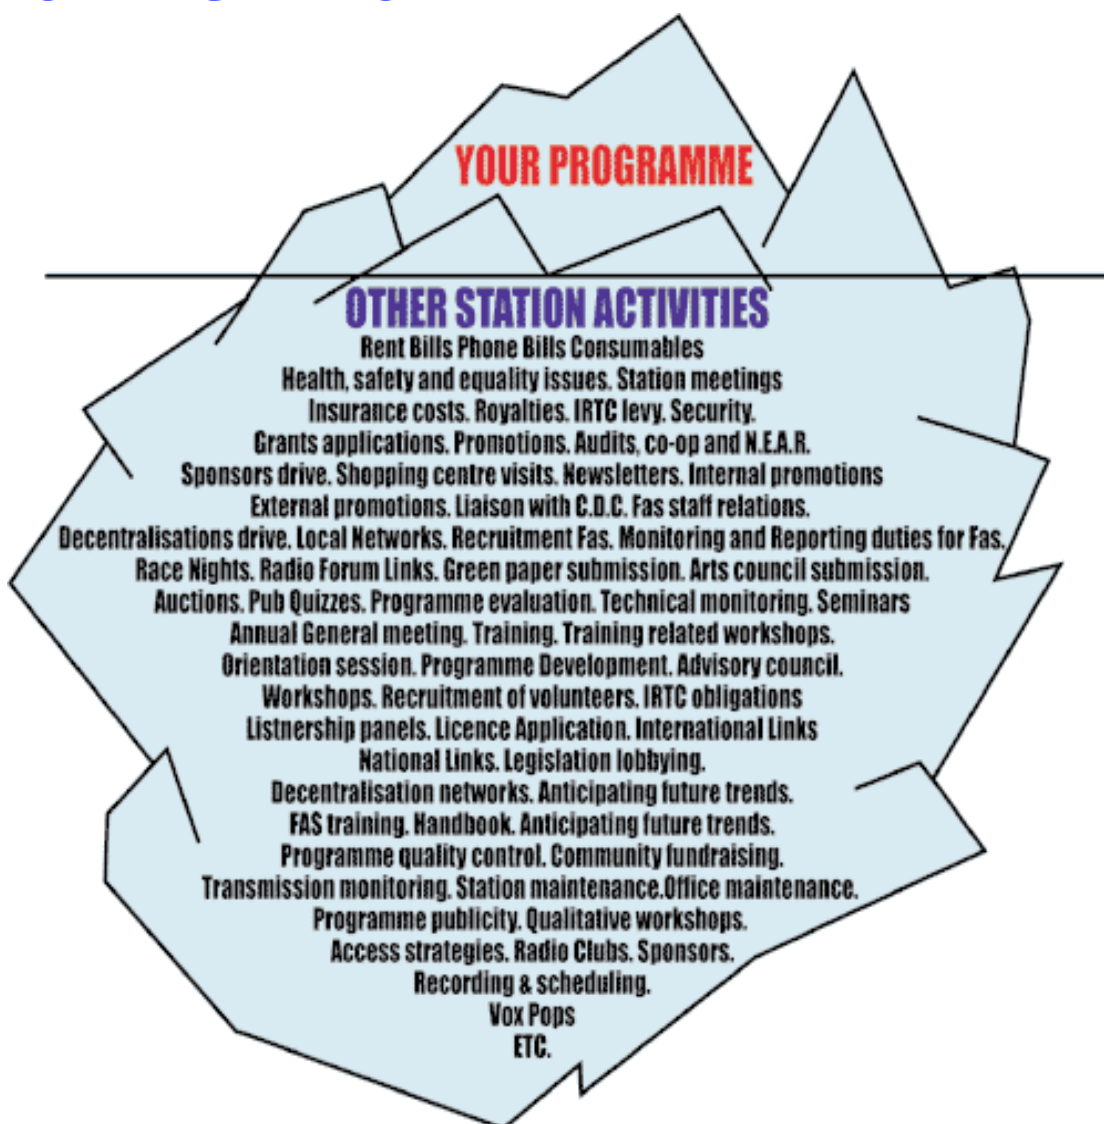 YOUR PROGRAMME
OTHER STATION ACTIVITIES
Rent Bills Phone Bills Consumables
Health, safety and equality issues. Station meetings
Insurance costs. Royalties. IRTC levy. Security.
Grants applications. Promotions. Audits, co-op and N.E.A.R.
Sponsors drive. Shopping centre visits. Newsletters. Internal promotions
External promotions. Liaison with C.D.C. Fas staff relations.
Decentralisations drive. Local Networks. Recruitment Fas. Monitoring and Reporting duties for Fas.
Race Nights. Radio Forum Links. Green paper submission. Arts council submission.
Auctions. Pub Quizzes. Programme evaluation. Technical monitoring. Seminars
Annual General meeting. Training. Training related workshops.
Orientation session. Programme Development. Advisory council.
Workshops. Recruitment of volunteers. IRTC obligations
Listnership panels. Licence Application. International Links
National Links. Legislation lobbying.
Decentralisation networks. Anticipating future trends.
FAS training. Handbook. Anticipating future trends.
Programme quality control. Community fundraising.
Transmission monitoring. Station maintenance.Office maintenance.
Programme publicity. Qualitative workshops.
Access strategies. Radio Clubs. Sponsors.
Recording & scheduling.
Vox Pops
ETC.